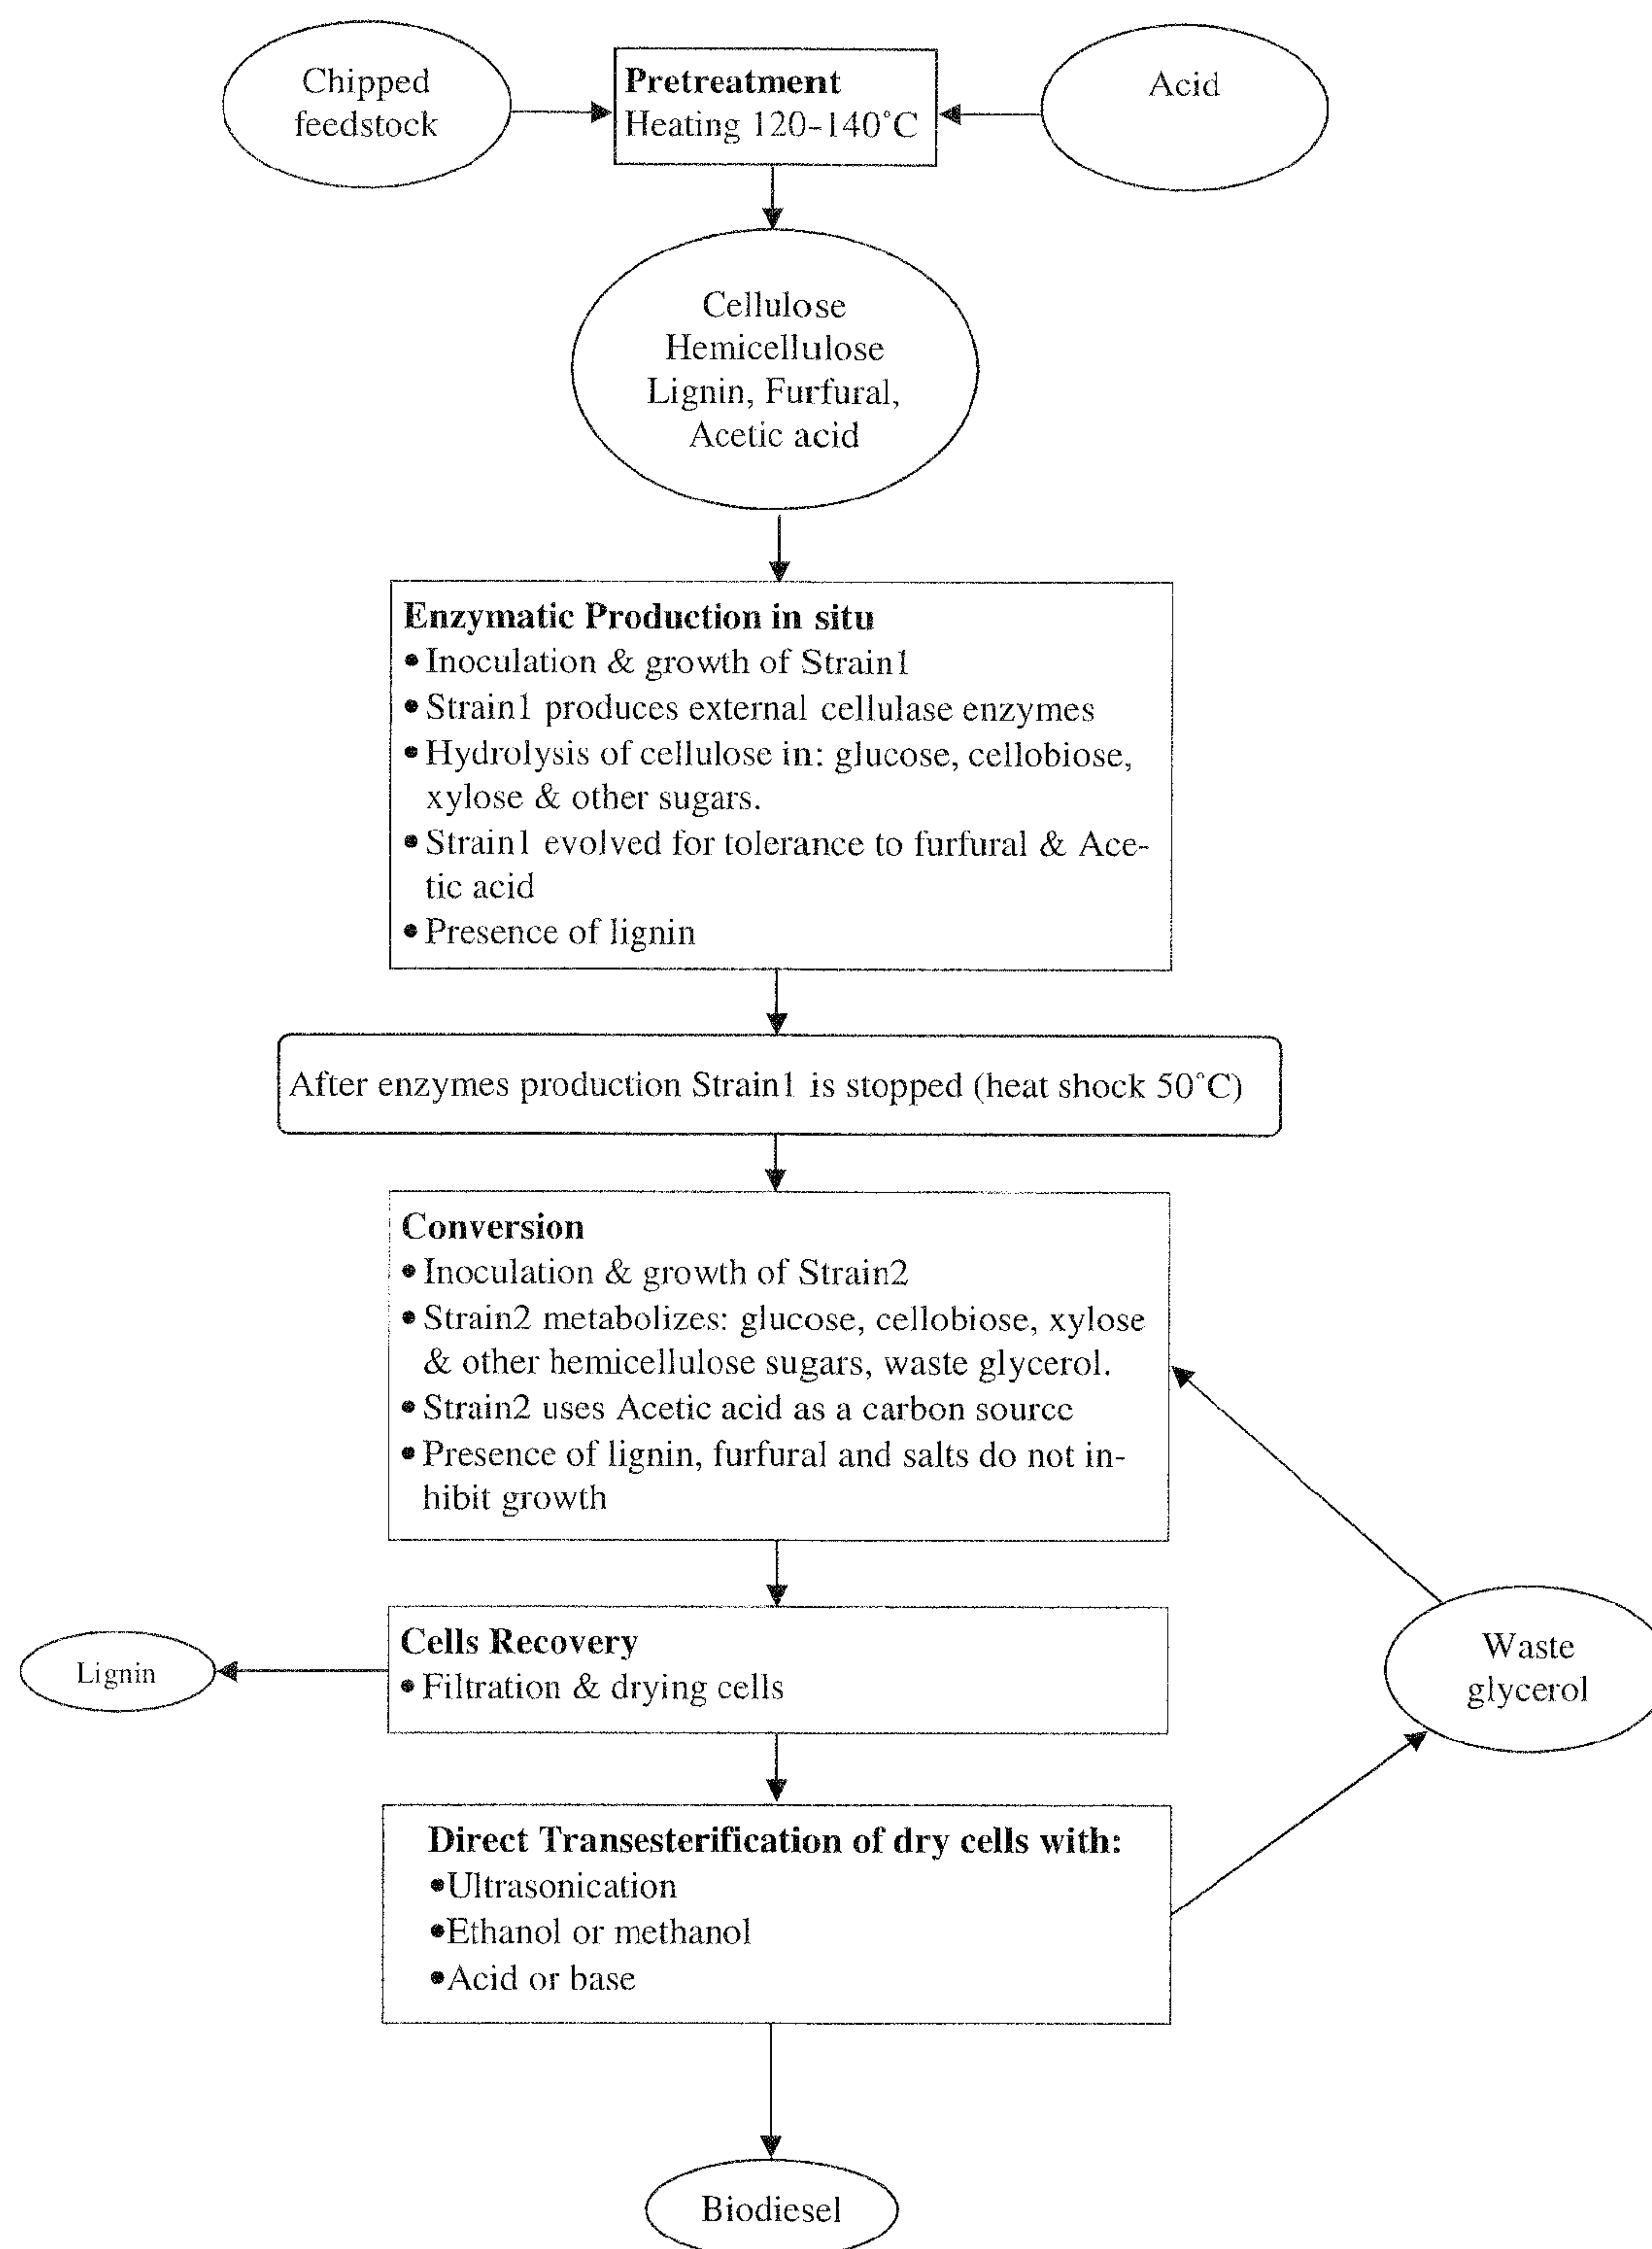 Chipped
feedstock
Pretreatment
Heating 120-140°C
Acid
Cellulose
Hemicellulose
Lignin, Furfural,
Acetic acid
Enzymatic Production in situ
• Inoculation & growth of Strain1
• Strain1 produces external cellulase enzymes
• Hydrolysis of cellulose in: glucose, cellobiose,
xylose & other sugars.
• Strain1 evolved for tolerance to furfural & Ace-
tic acid
• Presence of lignin
After enzymes production Strain1 is stopped (heat shock 50°C)
Conversion
• Inoculation & growth of Strain2
• Strain2 metabolizes: glucose, cellobiose, xylose
& other hemicellulose sugars, waste glycerol.
• Strain2 uses Acetic acid as a carbon source
• Presence of lignin, furfural and salts do not in-
hibit growth
Lignin
Cells Recovery
• Filtration & drying cells
Waste
glycerol
Direct Transesterification of dry cells with:
• Ultrasonication
• Ethanol or methanol
• Acid or base
Biodiesel